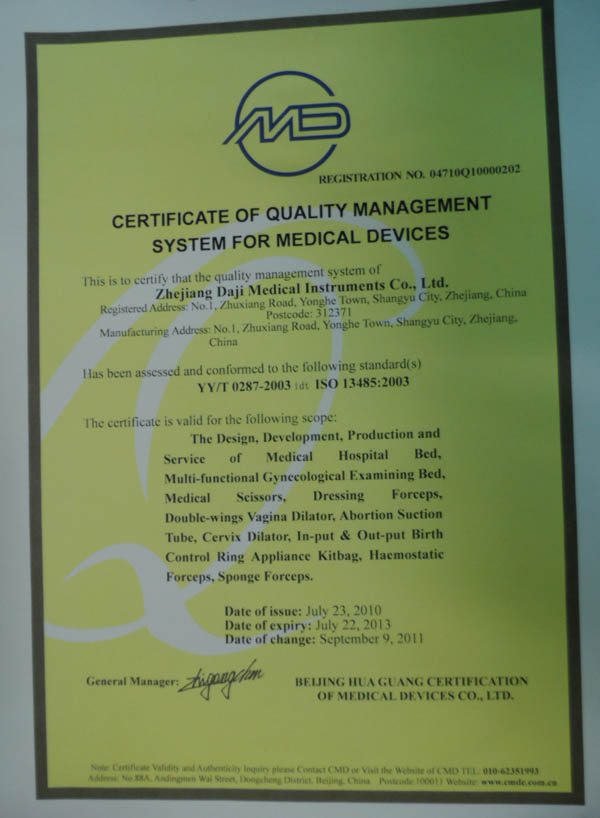 CMD
REGISTRATION NO. 04710Q10000202
CERTIFICATE OF QUALITY MANAGEMENT
SYSTEM FOR MEDICAL DEVICES
This is to certify that the quality management system of
Zhejiang Daji Medical Instruments Co., Ltd.
Registered Address: No.1, Zhuxiang Road, Yonghe Town, Shangyu City, Zhejiang, China
Postcode: 312371
Manufacturing Address: No.1, Zhuxiang Road, Yonghe Town, Shangyu City, Zhejiang,
China
Has been assessed and conformed to the following standard(s)
YY/T 0287-2003 idt ISO 13485:2003
The certificate is valid for the following scope:
The Design, Development, Production and
Service of Medical Hospital Bed,
Multi-functional Gynecological Examining Bed,
Medical Scissors, Dressing Forceps,
Double-wings Vagina Dilator, Abortion Suction
Tube, Cervix Dilator, In-put & Out-put Birth
Control Ring Appliance Kitbag, Haemostatic
Forceps, Sponge Forceps.
Date of issue: July 23, 2010
Date of expiry: July 22, 2013
Date of change: September 9, 2011
General Manager:
BEIJING HUA GUANG CERTIFICATION
OF MEDICAL DEVICES CO., LTD.
Note: Certificate Validity and Authenticity Inquiry please Contact CMD or Visit the Website of CMD TEL: 010-62351993
Address: No.88A, Andingmen Wai Street, Dongcheng District, Beijing, China Postcode:100011 Website: www.cmdc.com.cn